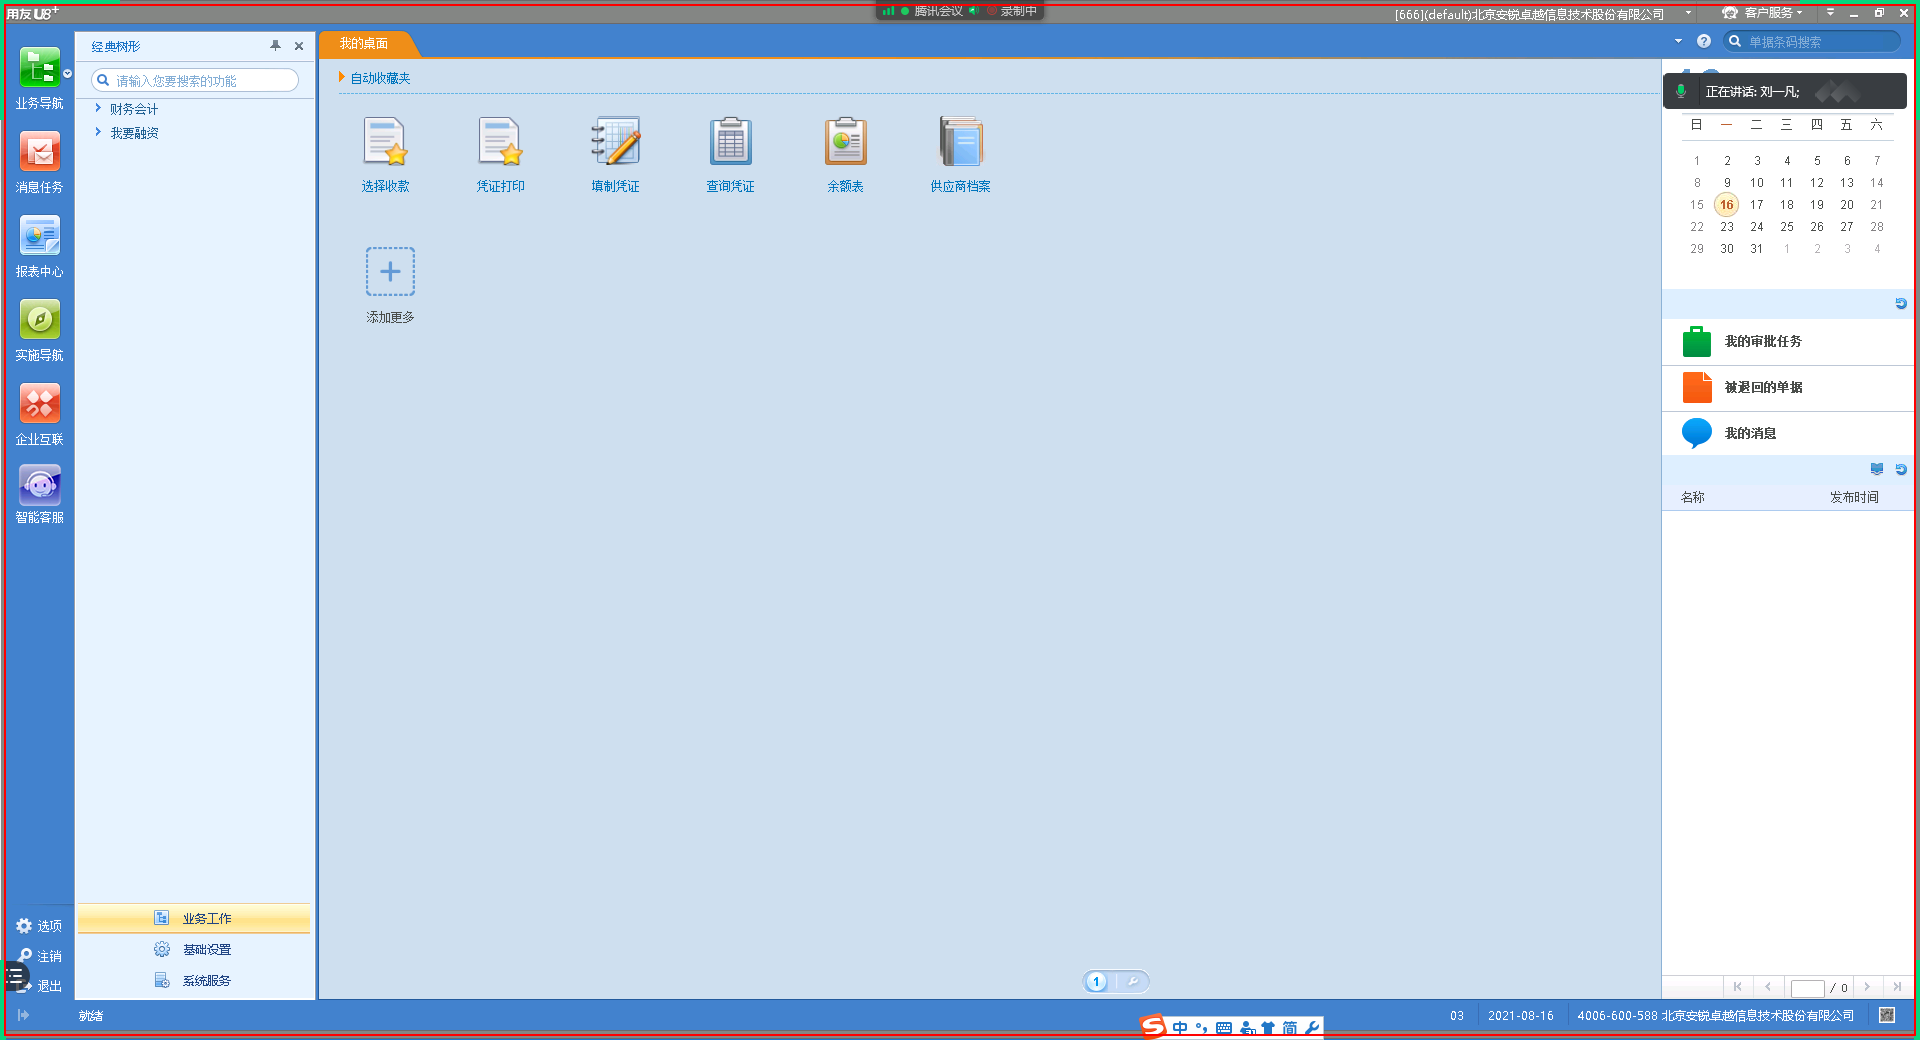 用友U8+
腾讯会议 录制中
[666](default)北京安锐卓越信息技术股份有限公司 客户服务
业务导航
消息任务
报表中心
实施导航
企业互联
智能客服
选项
注销
退出
经典树形
请输入您要搜索的功能
财务会计
我要融资
业务工作
基础设置
系统服务
我的桌面
自动收藏夹
选择收款 凭证打印 填制凭证 查询凭证 余额表 供应商档案
添加更多
1
单据条码搜索
正在讲话: 刘一凡;
日 一 二 三 四 五 六
1 2 3 4 5 6 7
8 9 10 11 12 13 14
15 16 17 18 19 20 21
22 23 24 25 26 27 28
29 30 31 1 2 3 4
我的审批任务
被退回的单据
我的消息
名称 发布时间
/ 0
就绪
中 简
03 2021-08-16 4006-600-588 北京安锐卓越信息技术股份有限公司